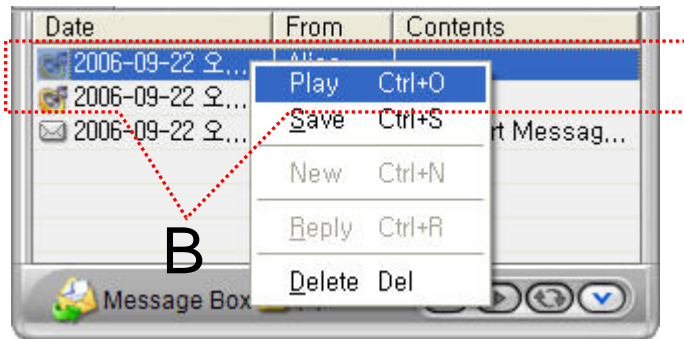 Date From Contents
2006-09-22 오...
2006-09-22 오...
2006-09-22 오... rt Messag...
Play Ctrl+O
Save Ctrl+S
New Ctrl+N
Reply Ctrl+R
Delete Del
B
Message Box